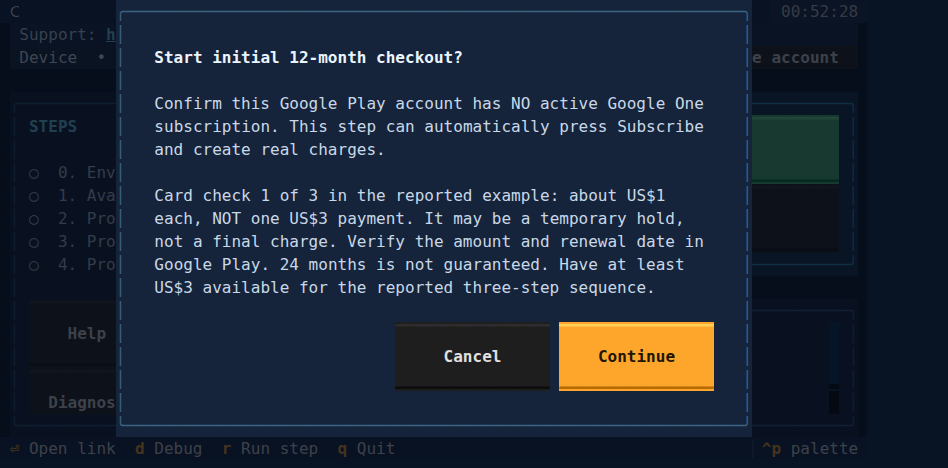 C
00:52:28
Support: h
Device •
e account
STEPS
○ 0. Env
○ 1. Ava
○ 2. Pro
○ 3. Pro
○ 4. Pro
Help
Diagnos
Start initial 12-month checkout?
Confirm this Google Play account has NO active Google One
subscription. This step can automatically press Subscribe
and create real charges.
Card check 1 of 3 in the reported example: about US$1
each, NOT one US$3 payment. It may be a temporary hold,
not a final charge. Verify the amount and renewal date in
Google Play. 24 months is not guaranteed. Have at least
US$3 available for the reported three-step sequence.
Cancel
Continue
⏎ Open link d Debug r Run step q Quit
^p palette